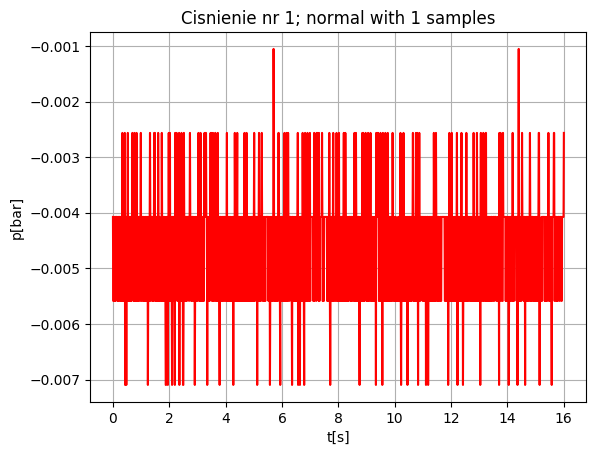 Cisnienie nr 1; normal with 1 samples
−0.001
−0.002
−0.003
−0.004
−0.005
−0.006
−0.007
p[bar]
0 2 4 6 8 10 12 14 16
t[s]